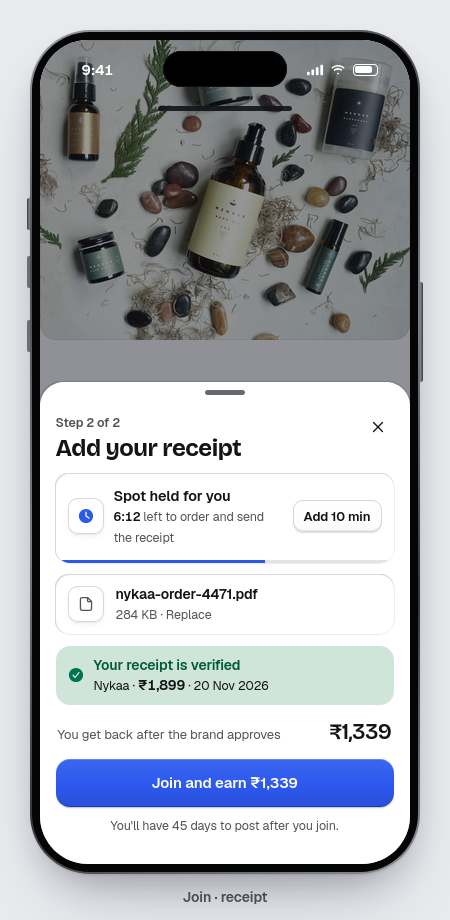 9:41
Step 2 of 2
Add your receipt
Spot held for you
6:12 left to order and send
the receipt
Add 10 min
nykaa-order-4471.pdf
284 KB · Replace
Your receipt is verified
Nykaa · ₹1,899 · 20 Nov 2026
You get back after the brand approves
₹1,339
Join and earn ₹1,339
You'll have 45 days to post after you join.
Join · receipt